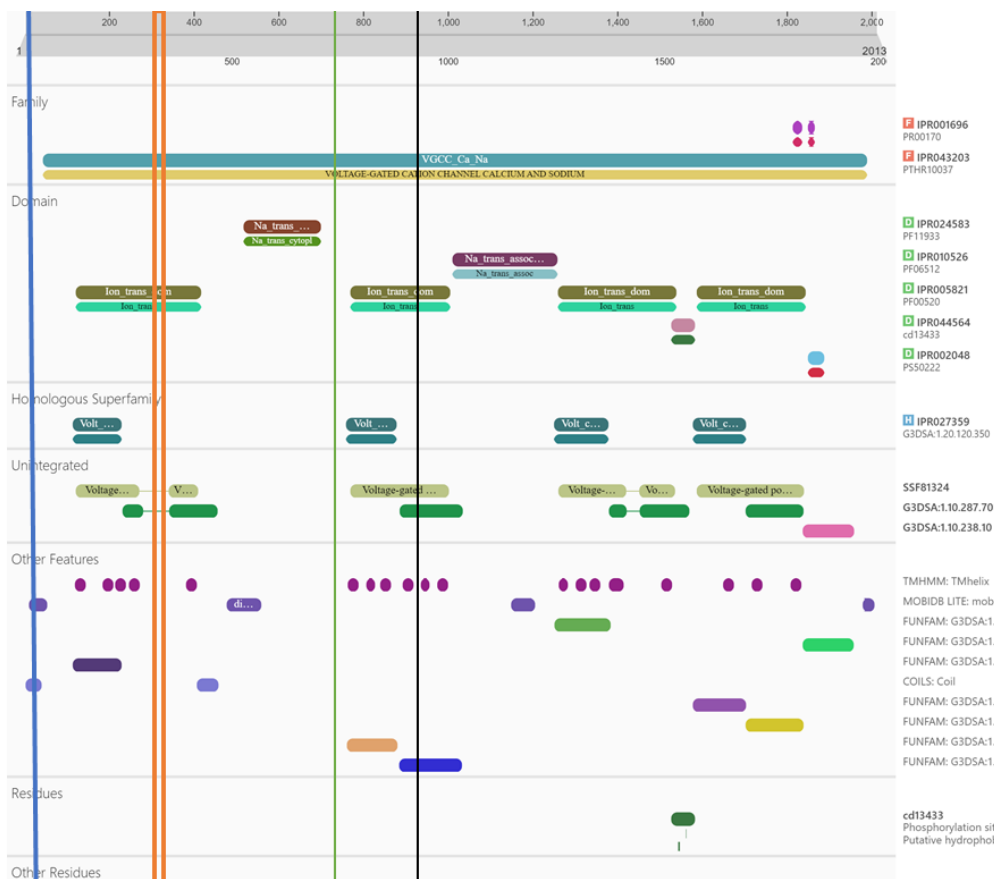 200 400 600 800 1,000 1,200 1,400 1,600 1,800 2,00
1 2013
500 1000 1500 200
Family
IPR001696
PR00170
VGCC_Ca_Na
IPR043203
VOLTAGE-GATED CATION CHANNEL CALCIUM AND SODIUM
PTHR10037
Domain
Na_trans_...
IPR024583
Na_trans_cytopl
PF11933
Na_trans_assoc...
IPR010526
Na_trans_assoc
PF06512
Ion_trans_dom Ion_trans_dom Ion_trans_dom Ion_trans_dom
IPR005821
Ion_trans Ion_trans Ion_trans Ion_trans
PF00520
IPR044564
cd13433
IPR002048
PS50222
Homologous Superfamily
Volt_... Volt_... Volt_c... Volt_c...
IPR027359
G3DSA:1.20.120.350
Unintegrated
Voltage... V... Voltage-gated ... Voltage-... Vo... Voltage-gated po...
SSF81324
G3DSA:1.10.287.70
G3DSA:1.10.238.10
Other Features
TMHMM: TMhelix
di...
MOBIDB LITE: mob
FUNFAM: G3DSA:1.
FUNFAM: G3DSA:1.
FUNFAM: G3DSA:1.
COILS: Coil
FUNFAM: G3DSA:1.
FUNFAM: G3DSA:1.
FUNFAM: G3DSA:1.
FUNFAM: G3DSA:1.
Residues
cd13433
Phosphorylation sit
Putative hydrophol
Other Residues